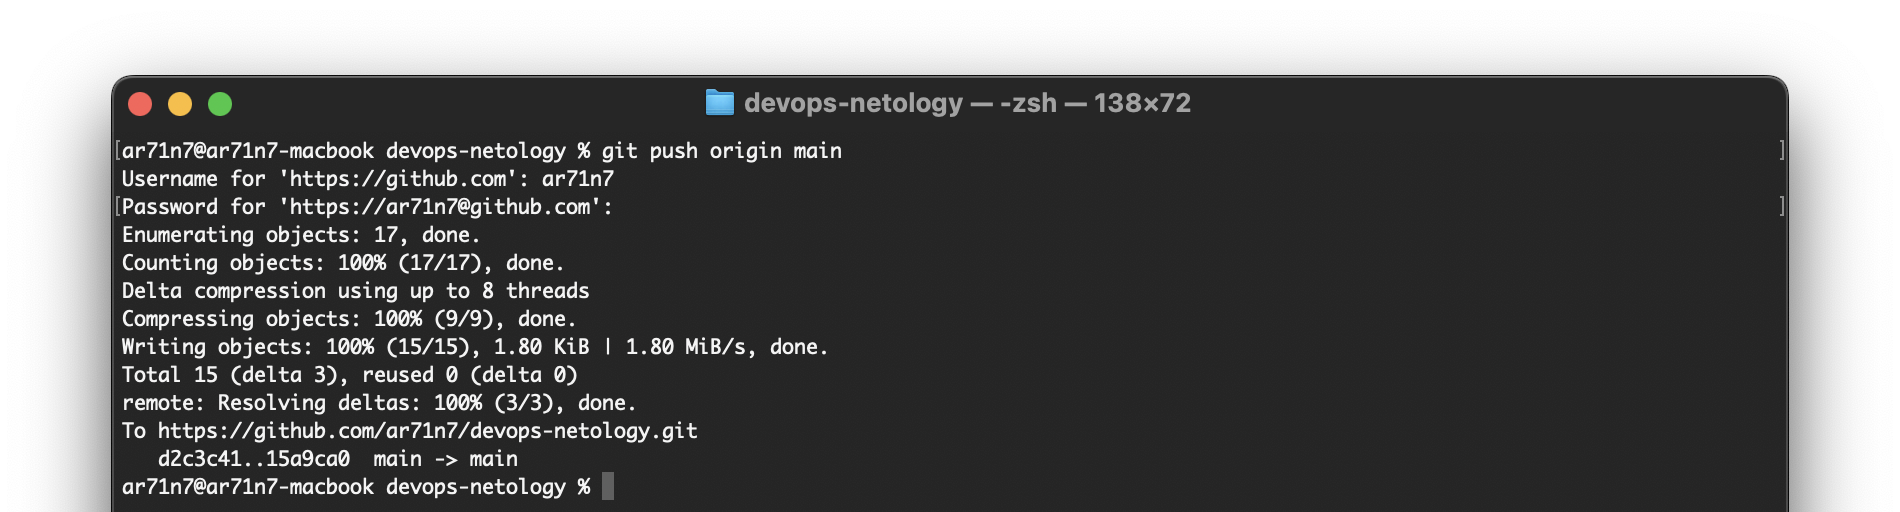 devops-netology — -zsh — 138×72
[ar71n7@ar71n7-macbook devops-netology % git push origin main ]
Username for 'https://github.com': ar71n7
[Password for 'https://ar71n7@github.com': ]
Enumerating objects: 17, done.
Counting objects: 100% (17/17), done.
Delta compression using up to 8 threads
Compressing objects: 100% (9/9), done.
Writing objects: 100% (15/15), 1.80 KiB | 1.80 MiB/s, done.
Total 15 (delta 3), reused 0 (delta 0)
remote: Resolving deltas: 100% (3/3), done.
To https://github.com/ar71n7/devops-netology.git
   d2c3c41..15a9ca0  main -> main
ar71n7@ar71n7-macbook devops-netology %